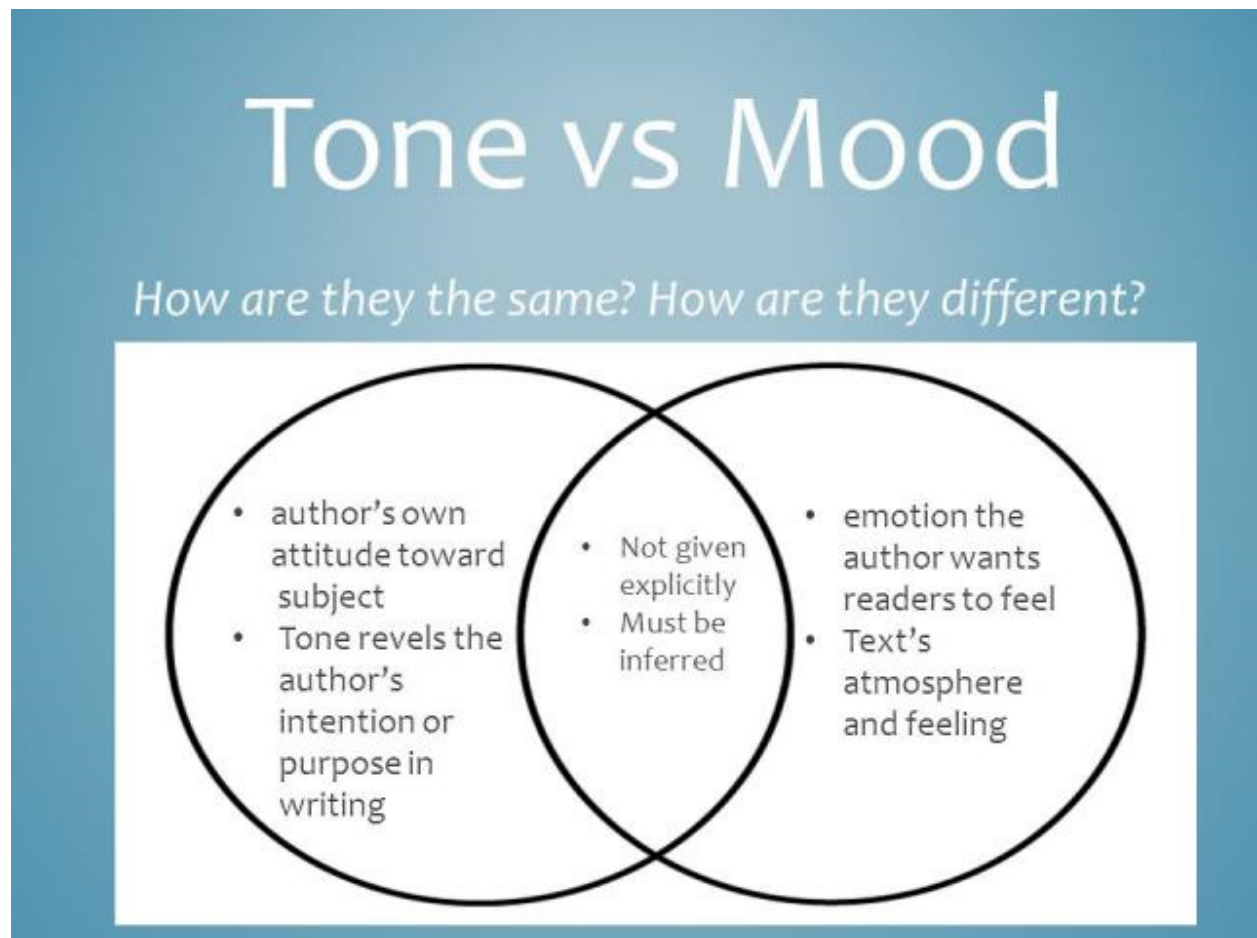 Tone vs Mood
How are they the same? How are they different?
• author's own
attitude toward
subject
• Tone revels the
author's
intention or
purpose in
writing
• Not given
explicitly
• Must be
inferred
• emotion the
author wants
readers to feel
• Text's
atmosphere
and feeling